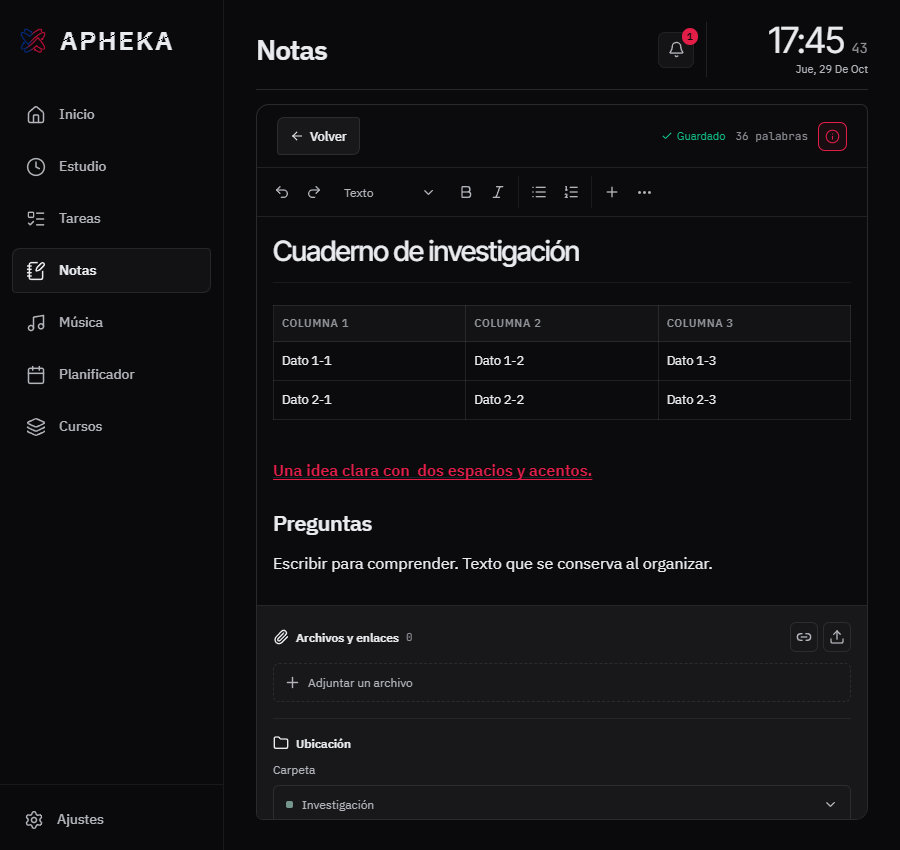 APHEKA
Inicio
Estudio
Tareas
Notas
Música
Planificador
Cursos
Ajustes
Notas
1
17:45 43
Jue, 29 De Oct
Volver
Guardado 36 palabras
Texto B I
Cuaderno de investigación
COLUMNA 1 COLUMNA 2 COLUMNA 3
Dato 1-1 Dato 1-2 Dato 1-3
Dato 2-1 Dato 2-2 Dato 2-3
Una idea clara con  dos espacios y acentos.
Preguntas
Escribir para comprender. Texto que se conserva al organizar.
Archivos y enlaces 0
Adjuntar un archivo
Ubicación
Carpeta
Investigación